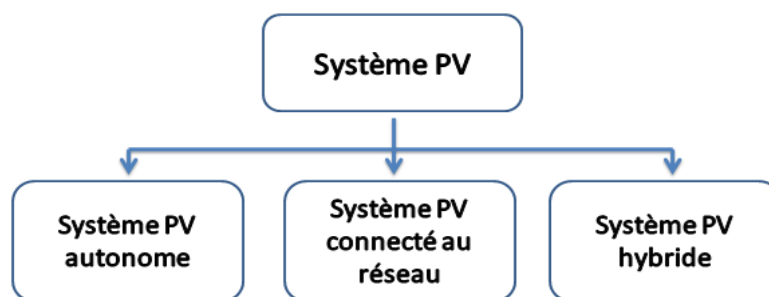 Système PV
Système PV
autonome
Système PV
connecté au
réseau
Système PV
hybride